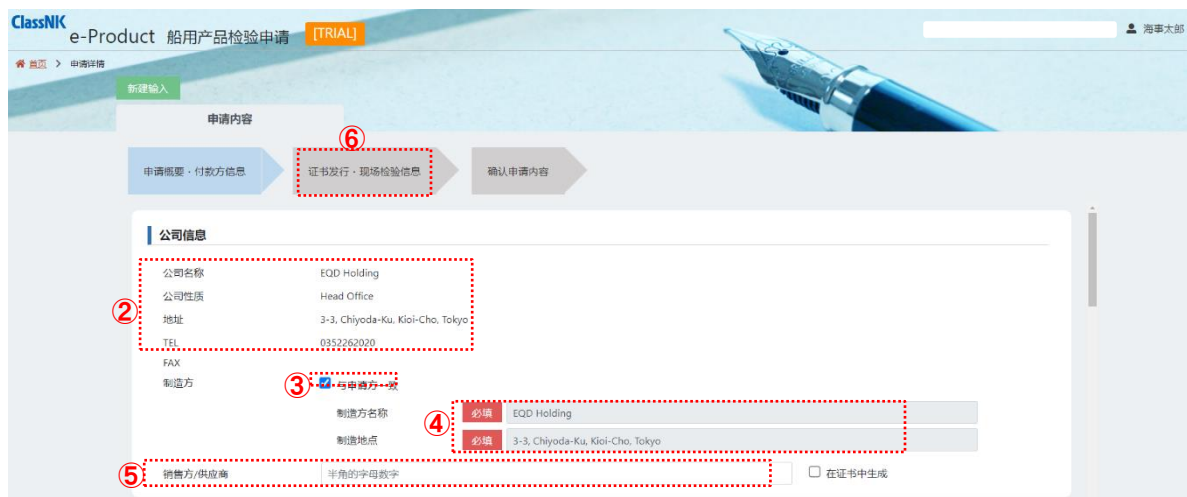 ClassNK
e-Product 船用产品检验申请 [TRIAL]
海事太郎
首页 > 申请详情
新建输入
申请内容
⑥
申请概要·付款方信息
证书发行·现场检验信息
确认申请内容
公司信息
②
公司名称 EQD Holding
公司性质 Head Office
地址 3-3, Chiyoda-Ku, Kioi-Cho, Tokyo
TEL 0352262020
FAX
制造方 ③ 与申请方一致
④
制造方名称 必填 EQD Holding
制造地点 必填 3-3, Chiyoda-Ku, Kioi-Cho, Tokyo
⑤ 销售方/供应商 半角的字母数字 在证书中生成